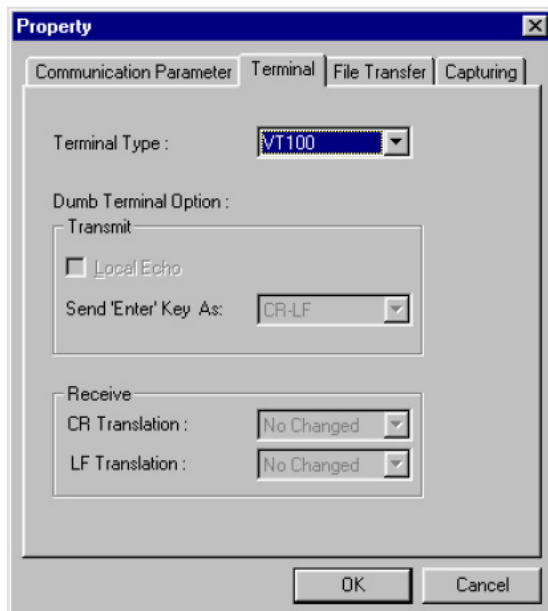 Property
Communication Parameter Terminal File Transfer Capturing
Terminal Type : VT100
Dumb Terminal Option :
Transmit
Local Echo
Send 'Enter' Key As: CR-LF
Receive
CR Translation : No Changed
LF Translation : No Changed
OK Cancel